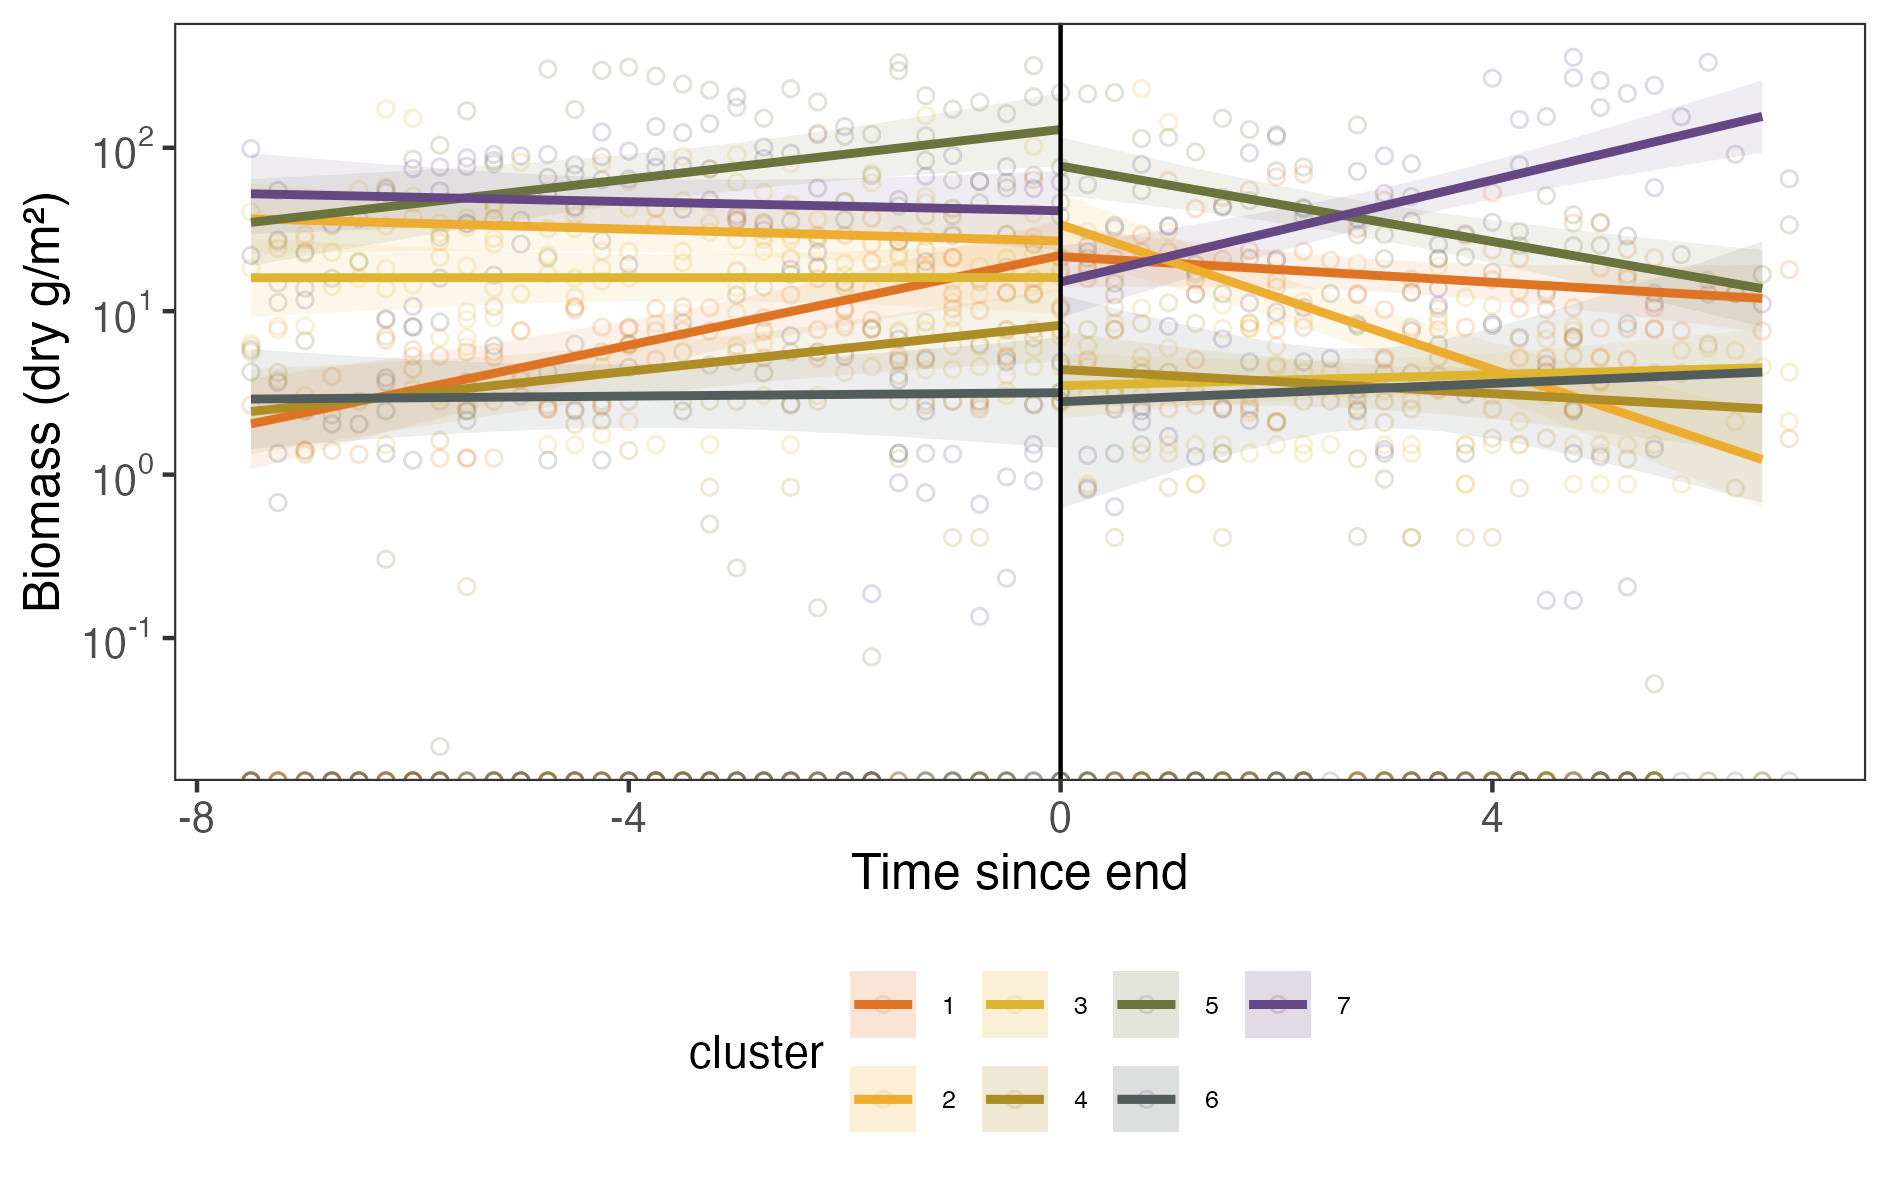 Biomass (dry g/m²)
10²
10¹
10⁰
10⁻¹
-8 -4 0 4
Time since end
cluster
1 3 5 7
2 4 6